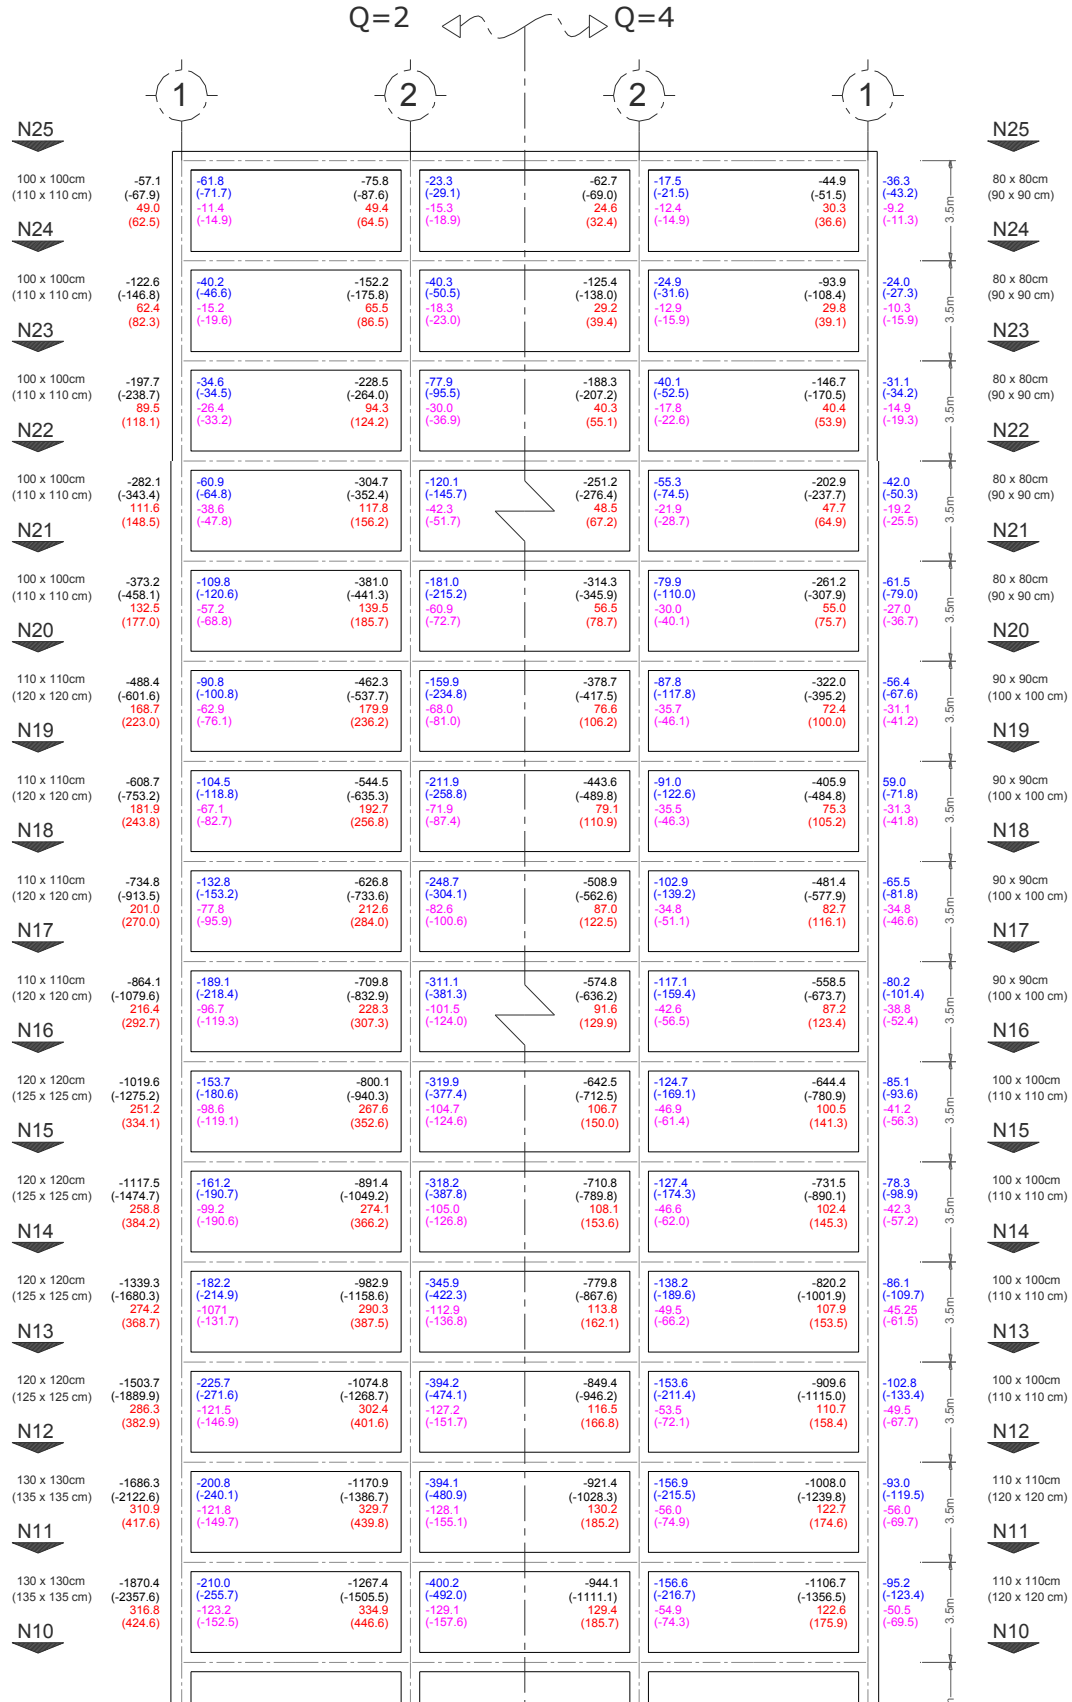 Q=2 Q=4
1 2 2 1
N25 N25
100 x 100cm -57.1 -61.8 -75.8 -23.3 -62.7 -17.5 -44.9 -36.3 80 x 80cm
(110 x 110 cm) (-67.9) (-71.7) (-87.6) (-29.1) (-69.0) (-21.5) (-51.5) (-43.2) (90 x 90 cm)
49.0 -11.4 49.4 -15.3 24.6 -12.4 30.3 -9.2
(62.5) (-14.9) (64.5) (-18.9) (32.4) (-14.9) (36.6) (-11.3)
3.5m
N24 N24
100 x 100cm -122.6 -40.2 -152.2 -40.3 -125.4 -24.9 -93.9 -24.0 80 x 80cm
(110 x 110 cm) (-146.8) (-46.6) (-175.8) (-50.5) (-138.0) (-31.6) (-108.4) (-27.3) (90 x 90 cm)
62.4 -15.2 65.5 -18.3 29.2 -12.9 29.8 -10.3
(82.3) (-19.6) (86.5) (-23.0) (39.4) (-15.9) (39.1) (-15.9)
3.5m
N23 N23
100 x 100cm -197.7 -34.6 -228.5 -77.9 -188.3 -40.1 -146.7 -31.1 80 x 80cm
(110 x 110 cm) (-238.7) (-34.5) (-264.0) (-95.5) (-207.2) (-52.5) (-170.5) (-34.2) (90 x 90 cm)
89.5 -26.4 94.3 -30.0 40.3 -17.8 40.4 -14.9
(118.1) (-33.2) (124.2) (-36.9) (55.1) (-22.6) (53.9) (-19.3)
3.5m
N22 N22
100 x 100cm -282.1 -60.9 -304.7 -120.1 -251.2 -55.3 -202.9 -42.0 80 x 80cm
(110 x 110 cm) (-343.4) (-64.8) (-352.4) (-145.7) (-276.4) (-74.5) (-237.7) (-50.3) (90 x 90 cm)
111.6 -38.6 117.8 -42.3 48.5 -21.9 47.7 -19.2
(148.5) (-47.8) (156.2) (-51.7) (67.2) (-28.7) (64.9) (-25.5)
3.5m
N21 N21
100 x 100cm -373.2 -109.8 -381.0 -181.0 -314.3 -79.9 -261.2 -61.5 80 x 80cm
(110 x 110 cm) (-458.1) (-120.6) (-441.3) (-215.2) (-345.9) (-110.0) (-307.9) (-79.0) (90 x 90 cm)
132.5 -57.2 139.5 -60.9 56.5 -30.0 55.0 -27.0
(177.0) (-68.8) (185.7) (-72.7) (78.7) (-40.1) (75.7) (-36.7)
3.5m
N20 N20
110 x 110cm -488.4 -90.8 -462.3 -159.9 -378.7 -87.8 -322.0 -56.4 90 x 90cm
(120 x 120 cm) (-601.6) (-100.8) (-537.7) (-234.8) (-417.5) (-117.8) (-395.2) (-67.6) (100 x 100 cm)
168.7 -62.9 179.9 -68.0 76.6 -35.7 72.4 -31.1
(223.0) (-76.1) (236.2) (-81.0) (106.2) (-46.1) (100.0) (-41.2)
3.5m
N19 N19
110 x 110cm -608.7 -104.5 -544.5 -211.9 -443.6 -91.0 -405.9 59.0 90 x 90cm
(120 x 120 cm) (-753.2) (-118.8) (-635.3) (-258.8) (-489.8) (-122.6) (-484.8) (-71.8) (100 x 100 cm)
181.9 -67.1 192.7 -71.9 79.1 -35.5 75.3 -31.3
(243.8) (-82.7) (256.8) (-87.4) (110.9) (-46.3) (105.2) (-41.8)
3.5m
N18 N18
110 x 110cm -734.8 -132.8 -626.8 -248.7 -508.9 -102.9 -481.4 -65.5 90 x 90cm
(120 x 120 cm) (-913.5) (-153.2) (-733.6) (-304.1) (-562.6) (-139.2) (-577.9) (-81.8) (100 x 100 cm)
201.0 -77.8 212.6 -82.6 87.0 -34.8 82.7 -34.8
(270.0) (-95.9) (284.0) (-100.6) (122.5) (-51.1) (116.1) (-46.6)
3.5m
N17 N17
110 x 110cm -864.1 -189.1 -709.8 -311.1 -574.8 -117.1 -558.5 -80.2 90 x 90cm
(120 x 120 cm) (-1079.6) (-218.4) (-832.9) (-381.3) (-636.2) (-159.4) (-673.7) (-101.4) (100 x 100 cm)
216.4 -96.7 228.3 -101.5 91.6 -42.6 87.2 -38.8
(292.7) (-119.3) (307.3) (-124.0) (129.9) (-56.5) (123.4) (-52.4)
3.5m
N16 N16
120 x 120cm -1019.6 -153.7 -800.1 -319.9 -642.5 -124.7 -644.4 -85.1 100 x 100cm
(125 x 125 cm) (-1275.2) (-180.6) (-940.3) (-377.4) (-712.5) (-169.1) (-780.9) (-93.6) (110 x 110 cm)
251.2 -98.6 267.6 -104.7 106.7 -46.9 100.5 -41.2
(334.1) (-119.1) (352.6) (-124.6) (150.0) (-61.4) (141.3) (-56.3)
3.5m
N15 N15
120 x 120cm -1117.5 -161.2 -891.4 -318.2 -710.8 -127.4 -731.5 -78.3 100 x 100cm
(125 x 125 cm) (-1474.7) (-190.7) (-1049.2) (-387.8) (-789.8) (-174.3) (-890.1) (-98.9) (110 x 110 cm)
258.8 -99.2 274.1 -105.0 108.1 -46.6 102.4 -42.3
(384.2) (-190.6) (366.2) (-126.8) (153.6) (-62.0) (145.3) (-57.2)
3.5m
N14 N14
120 x 120cm -1339.3 -182.2 -982.9 -345.9 -779.8 -138.2 -820.2 -86.1 100 x 100cm
(125 x 125 cm) (-1680.3) (-214.9) (-1158.6) (-422.3) (-867.6) (-189.6) (-1001.9) (-109.7) (110 x 110 cm)
274.2 -1071 290.3 -112.9 113.8 -49.5 107.9 -45.25
(368.7) (-131.7) (387.5) (-136.8) (162.1) (-66.2) (153.5) (-61.5)
3.5m
N13 N13
120 x 120cm -1503.7 -225.7 -1074.8 -394.2 -849.4 -153.6 -909.6 -102.8 100 x 100cm
(125 x 125 cm) (-1889.9) (-271.6) (-1268.7) (-474.1) (-946.2) (-211.4) (-1115.0) (-133.4) (110 x 110 cm)
286.3 -121.5 302.4 -127.2 116.5 -53.5 110.7 -49.5
(382.9) (-146.9) (401.6) (-151.7) (166.8) (-72.1) (158.4) (-67.7)
3.5m
N12 N12
130 x 130cm -1686.3 -200.8 -1170.9 -394.1 -921.4 -156.9 -1008.0 -93.0 110 x 110cm
(135 x 135 cm) (-2122.6) (-240.1) (-1386.7) (-480.9) (-1028.3) (-215.5) (-1239.8) (-119.5) (120 x 120 cm)
310.9 -121.8 329.7 -128.1 130.2 -56.0 122.7 -56.0
(417.6) (-149.7) (439.8) (-155.1) (185.2) (-74.9) (174.6) (-69.7)
3.5m
N11 N11
130 x 130cm -1870.4 -210.0 -1267.4 -400.2 -944.1 -156.6 -1106.7 -95.2 110 x 110cm
(135 x 135 cm) (-2357.6) (-255.7) (-1505.5) (-492.0) (-1111.1) (-216.7) (-1356.5) (-123.4) (120 x 120 cm)
316.8 -123.2 334.9 -129.1 129.4 -54.9 122.6 -50.5
(424.6) (-152.5) (446.6) (-157.6) (185.7) (-74.3) (175.9) (-69.5)
3.5m
N10 N10